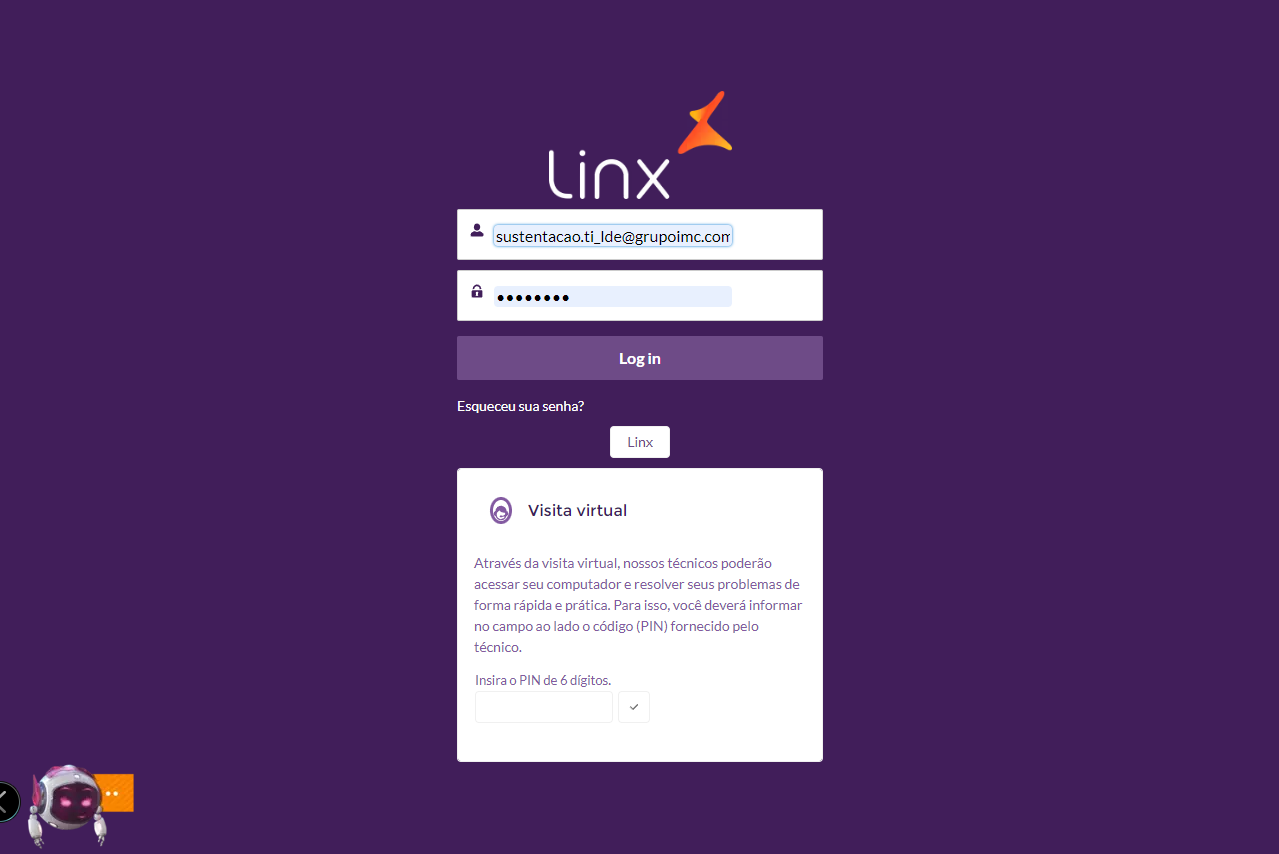 Linx
sustentacao.ti_lde@grupoimc.com
••••••••
Log in
Esqueceu sua senha?
Linx
Visita virtual
Através da visita virtual, nossos técnicos poderão
acessar seu computador e resolver seus problemas de
forma rápida e prática. Para isso, você deverá informar
no campo ao lado o código (PIN) fornecido pelo
técnico.
Insira o PIN de 6 dígitos.